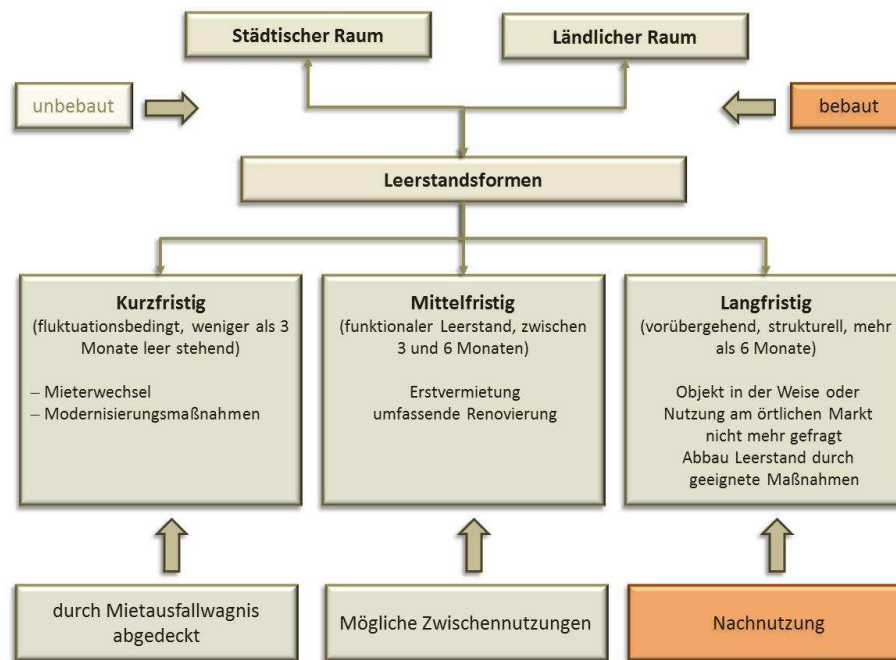 Städtischer Raum
Ländlicher Raum
unbebaut
bebaut
Leerstandsformen
Kurzfristig
(fluktuationsbedingt, weniger als 3
Monate leer stehend)
– Mieterwechsel
– Modernisierungsmaßnahmen
Mittelfristig
(funktionaler Leerstand, zwischen
3 und 6 Monaten)
Erstvermietung
umfassende Renovierung
Langfristig
(vorübergehend, strukturell, mehr
als 6 Monate)
Objekt in der Weise oder
Nutzung am örtlichen Markt
nicht mehr gefragt
Abbau Leerstand durch
geeignete Maßnahmen
durch Mietausfallwagnis
abgedeckt
Mögliche Zwischennutzungen
Nachnutzung